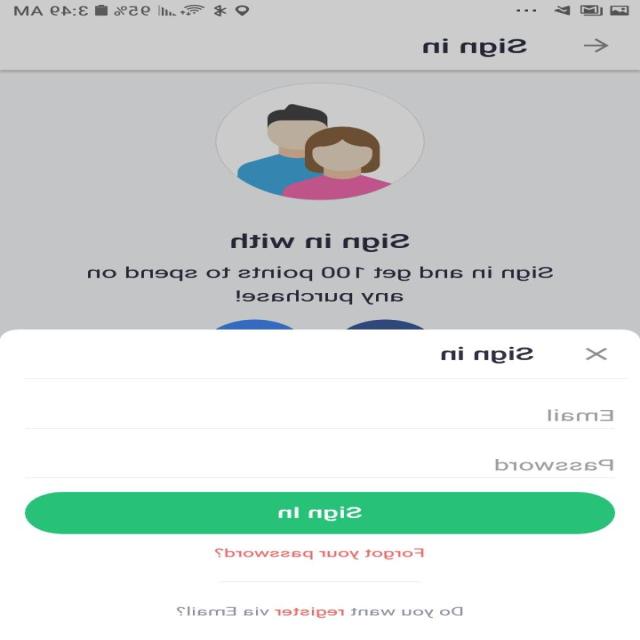 3:49 AM 95% ...
Sign in
Sign in with
Sign in and get 100 points to spend on
any purchase!
Sign in
Email
Password
Sign In
Forgot your password?
Do you want register via Email?